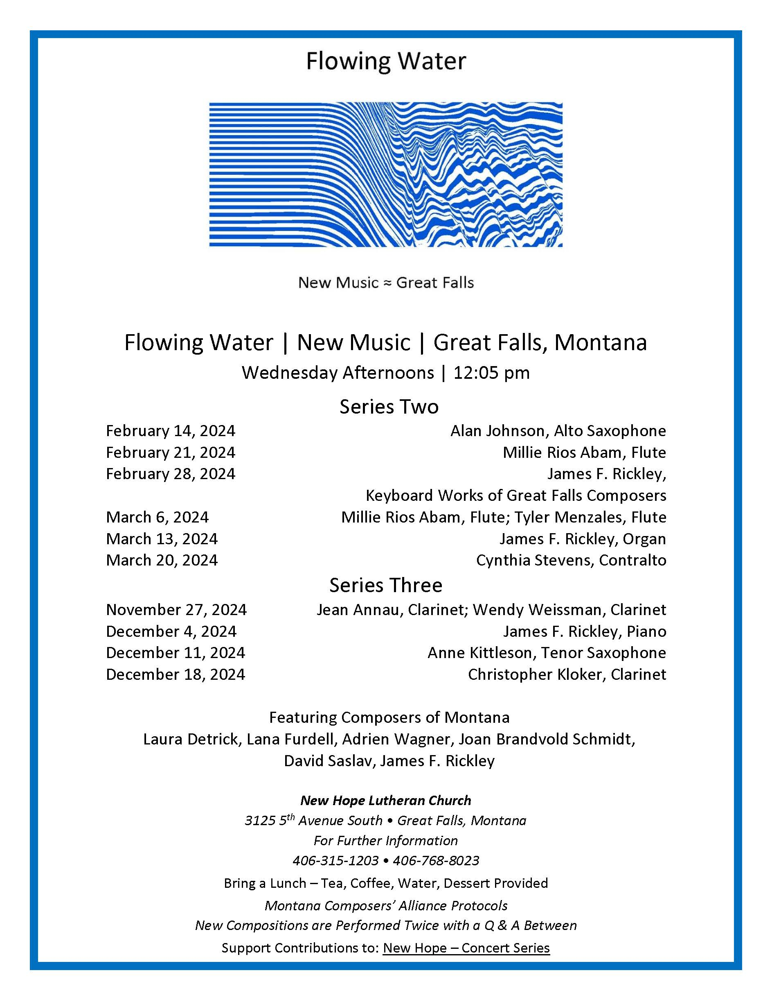 Flowing Water
New Music ≈ Great Falls
Flowing Water | New Music | Great Falls, Montana
Wednesday Afternoons | 12:05 pm
Series Two
February 14, 2024 Alan Johnson, Alto Saxophone
February 21, 2024 Millie Rios Abam, Flute
February 28, 2024 James F. Rickley,
Keyboard Works of Great Falls Composers
March 6, 2024 Millie Rios Abam, Flute; Tyler Menzales, Flute
March 13, 2024 James F. Rickley, Organ
March 20, 2024 Cynthia Stevens, Contralto
Series Three
November 27, 2024 Jean Annau, Clarinet; Wendy Weissman, Clarinet
December 4, 2024 James F. Rickley, Piano
December 11, 2024 Anne Kittleson, Tenor Saxophone
December 18, 2024 Christopher Kloker, Clarinet
Featuring Composers of Montana
Laura Detrick, Lana Furdell, Adrien Wagner, Joan Brandvold Schmidt,
David Saslav, James F. Rickley
New Hope Lutheran Church
3125 5th Avenue South • Great Falls, Montana
For Further Information
406-315-1203 • 406-768-8023
Bring a Lunch – Tea, Coffee, Water, Dessert Provided
Montana Composers’ Alliance Protocols
New Compositions are Performed Twice with a Q & A Between
Support Contributions to: New Hope – Concert Series